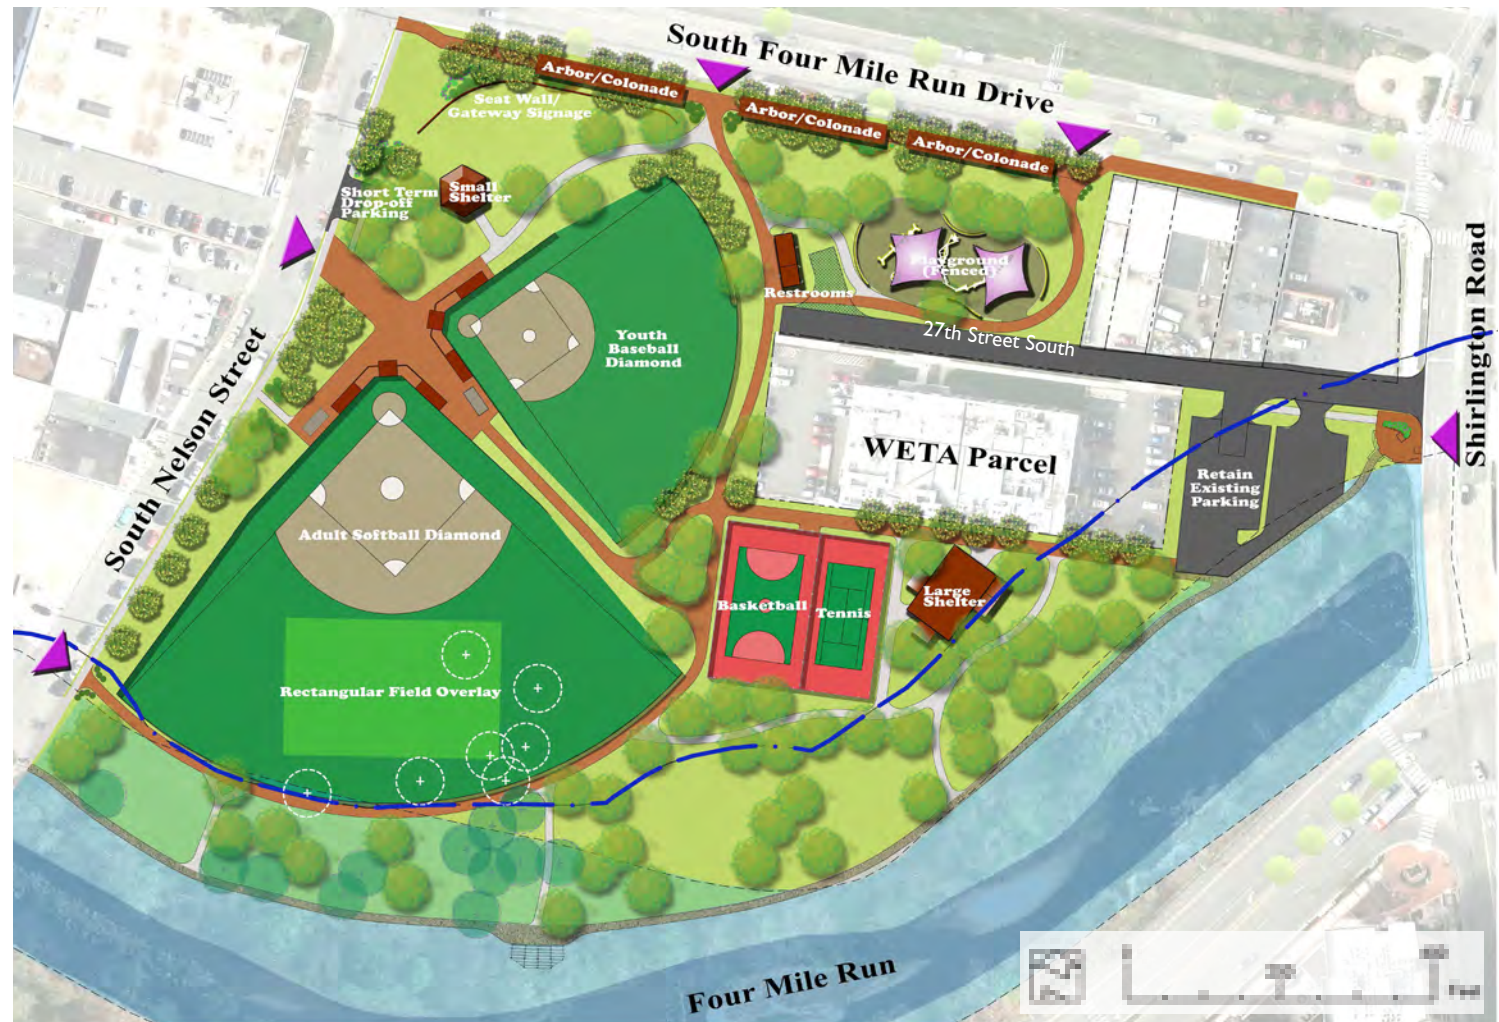 South Four Mile Run Drive
Arbor/Colonade
Seat Wall/
Gateway Signage
Arbor/Colonade
Arbor/Colonade
Short Term
Drop-off
Parking
Small
Shelter
Playground
(Fenced)
Restrooms
27th Street South
Youth
Baseball
Diamond
South Nelson Street
Shirlington Road
WETA Parcel
Retain
Existing
Parking
Adult Softball Diamond
Basketball
Tennis
Large
Shelter
Rectangular Field Overlay
Four Mile Run